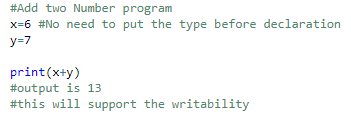 #Add two Number program
x=6 #No need to put the type before declaration
y=7
print(x+y)
#output is 13
#this will support the writability